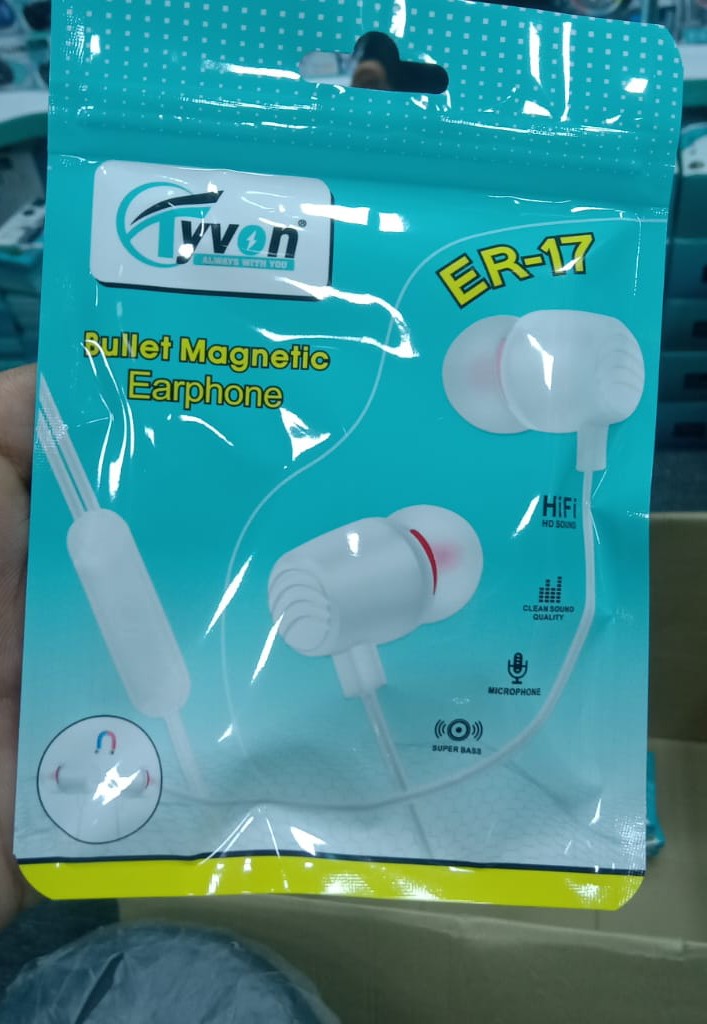 Tyvon®
ALWAYS WITH YOU
ER-17
Bullet Magnetic
Earphone
HiFi
HD SOUND
CLEAN SOUND
QUALITY
MICROPHONE
SUPER BASS